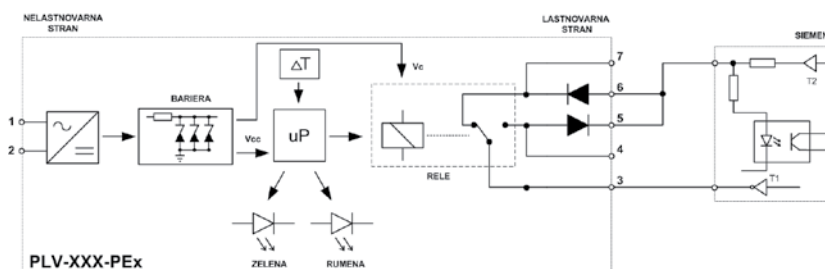 NELASTNOVARNA
STRAN
LASTNOVARNA
STRAN
SIEMEN
7
ΔT
Vc
6
T2
BARIERA
1
uP
5
Vcc
2
4
RELE
3
T1
PLV-XXX-PEx
ZELENA
RUMENA